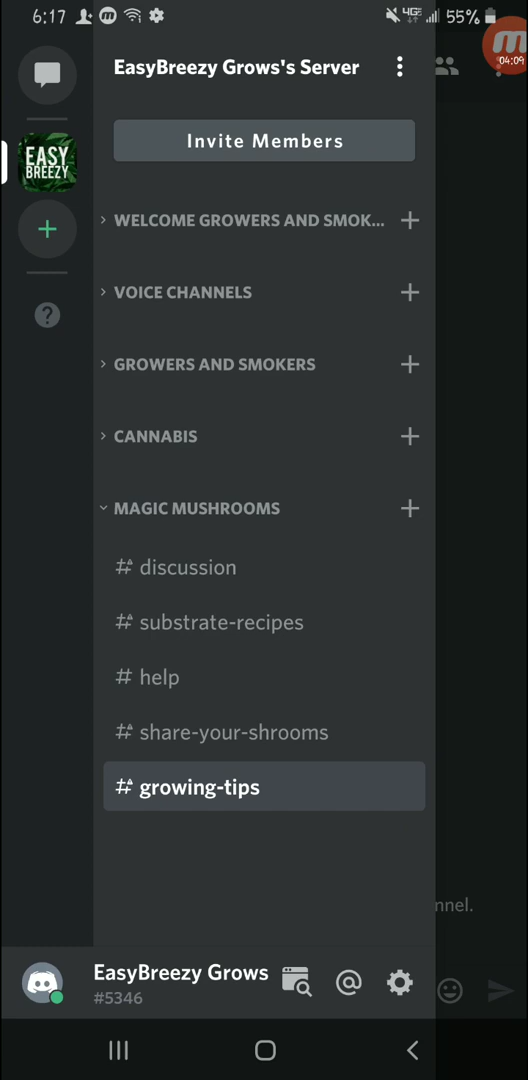 6:17
4G
55%
04:09
EasyBreezy Grows's Server
Invite Members
EASY
BREEZY
WELCOME GROWERS AND SMOK...
VOICE CHANNELS
GROWERS AND SMOKERS
CANNABIS
MAGIC MUSHROOMS
# discussion
# substrate-recipes
# help
# share-your-shrooms
# growing-tips
nnel.
EasyBreezy Grows
#5346